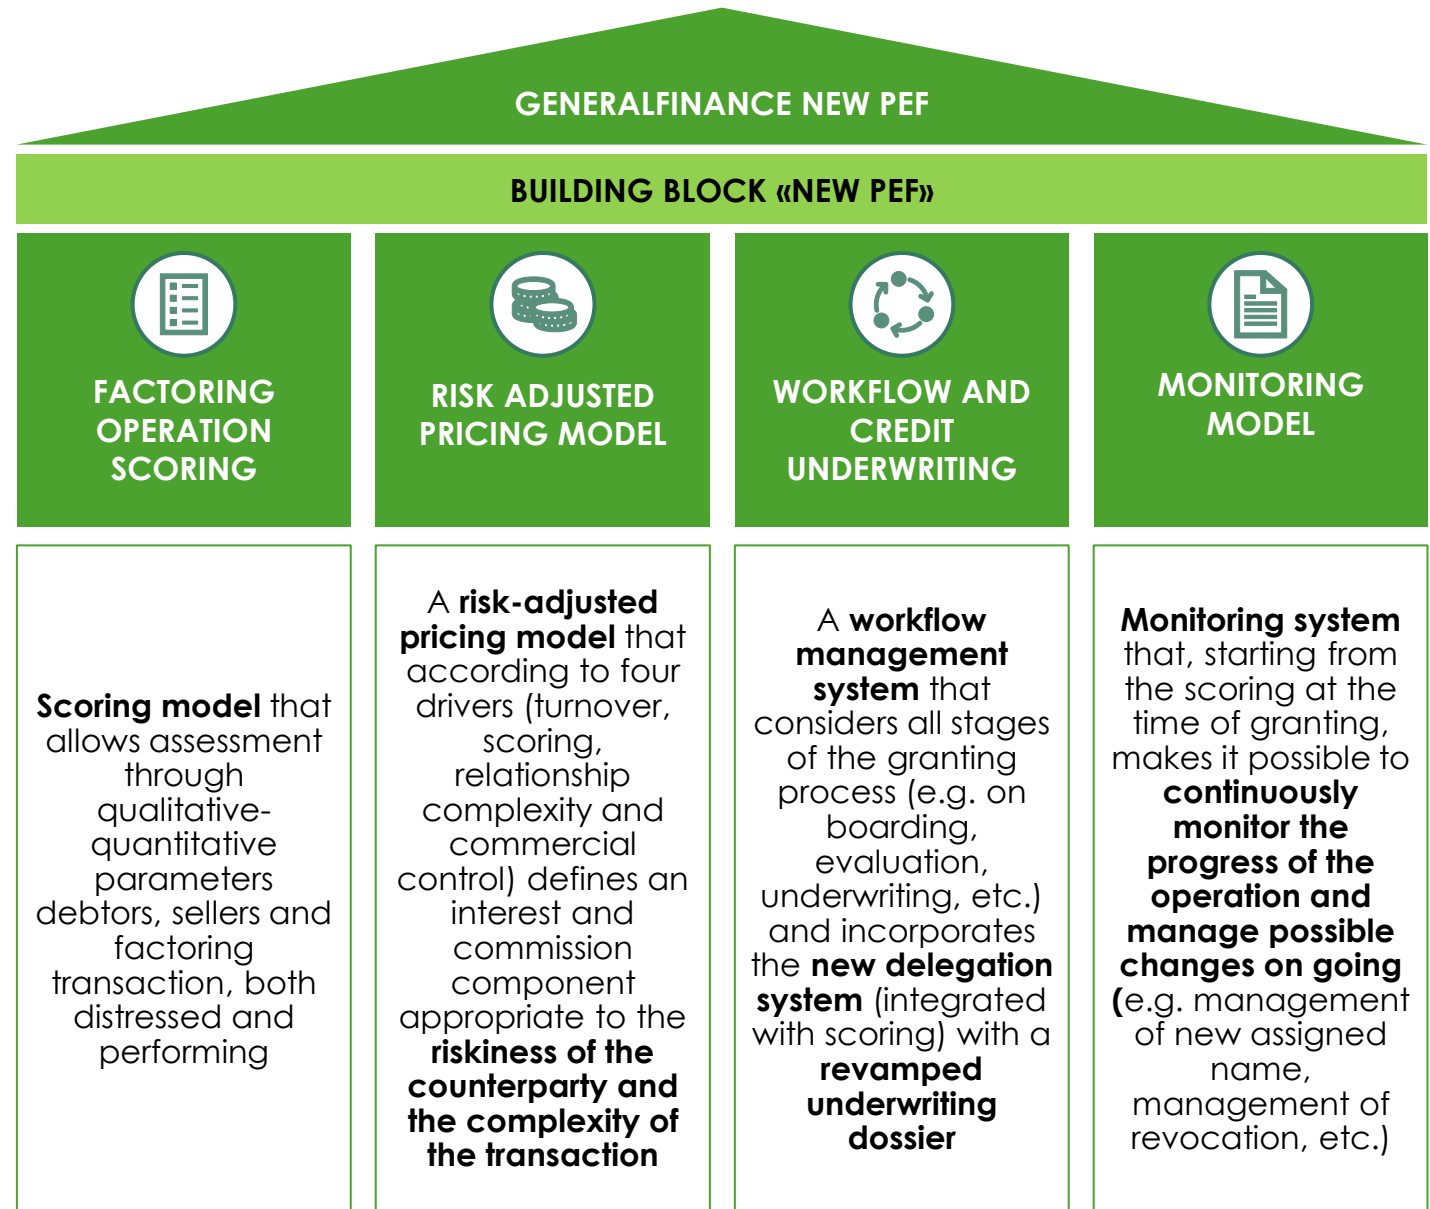 GENERALFINANCE NEW PEF
BUILDING BLOCK «NEW PEF»
FACTORING
OPERATION
SCORING
RISK ADJUSTED
PRICING MODEL
WORKFLOW AND
CREDIT
UNDERWRITING
MONITORING
MODEL
Scoring model that
allows assessment
through
qualitative-
quantitative
parameters
debtors, sellers and
factoring
transaction, both
distressed and
performing
A risk-adjusted
pricing model that
according to four
drivers (turnover,
scoring,
relationship
complexity and
commercial
control) defines an
interest and
commission
component
appropriate to the
riskiness of the
counterparty and
the complexity of
the transaction
A workflow
management
system that
considers all stages
of the granting
process (e.g. on
boarding,
evaluation,
underwriting, etc.)
and incorporates
the new delegation
system (integrated
with scoring) with a
revamped
underwriting
dossier
Monitoring system
that, starting from
the scoring at the
time of granting,
makes it possible to
continuously
monitor the
progress of the
operation and
manage possible
changes on going
(e.g. management
of new assigned
name,
management of
revocation, etc.)